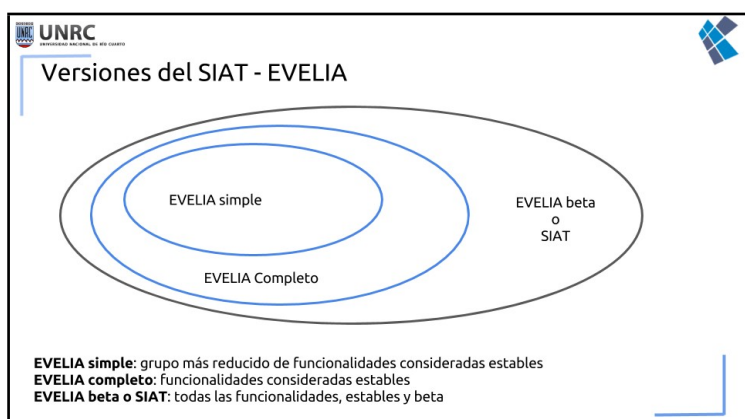 UNRC
UNIVERSIDAD NACIONAL DE RÍO CUARTO
Versiones del SIAT - EVELIA
EVELIA simple
EVELIA beta
o
SIAT
EVELIA Completo
EVELIA simple: grupo más reducido de funcionalidades consideradas estables
EVELIA completo: funcionalidades consideradas estables
EVELIA beta o SIAT: todas las funcionalidades, estables y beta